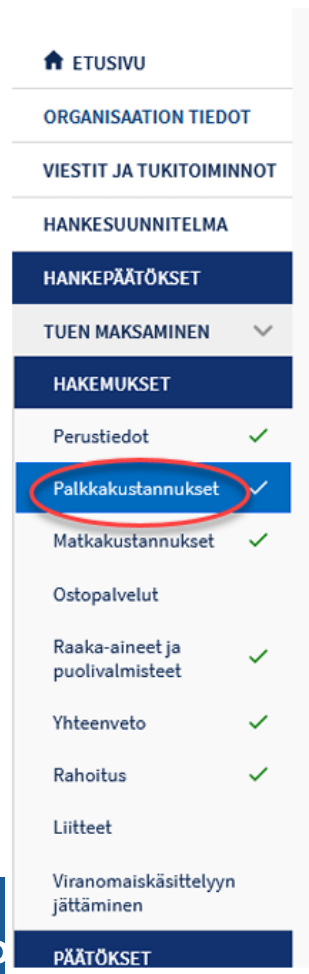 ETUSIVU
ORGANISAATION TIEDOT
VIESTIT JA TUKITOIMINNOT
HANKESUUNNITELMA
HANKEPÄÄTÖKSET
TUEN MAKSAMINEN
HAKEMUKSET
Perustiedot
Palkkakustannukset
Matkakustannukset
Ostopalvelut
Raaka-aineet ja
puolivalmisteet
Yhteenveto
Rahoitus
Liitteet
Viranomaiskäsittelyyn
jättäminen
PÄÄTÖKSET